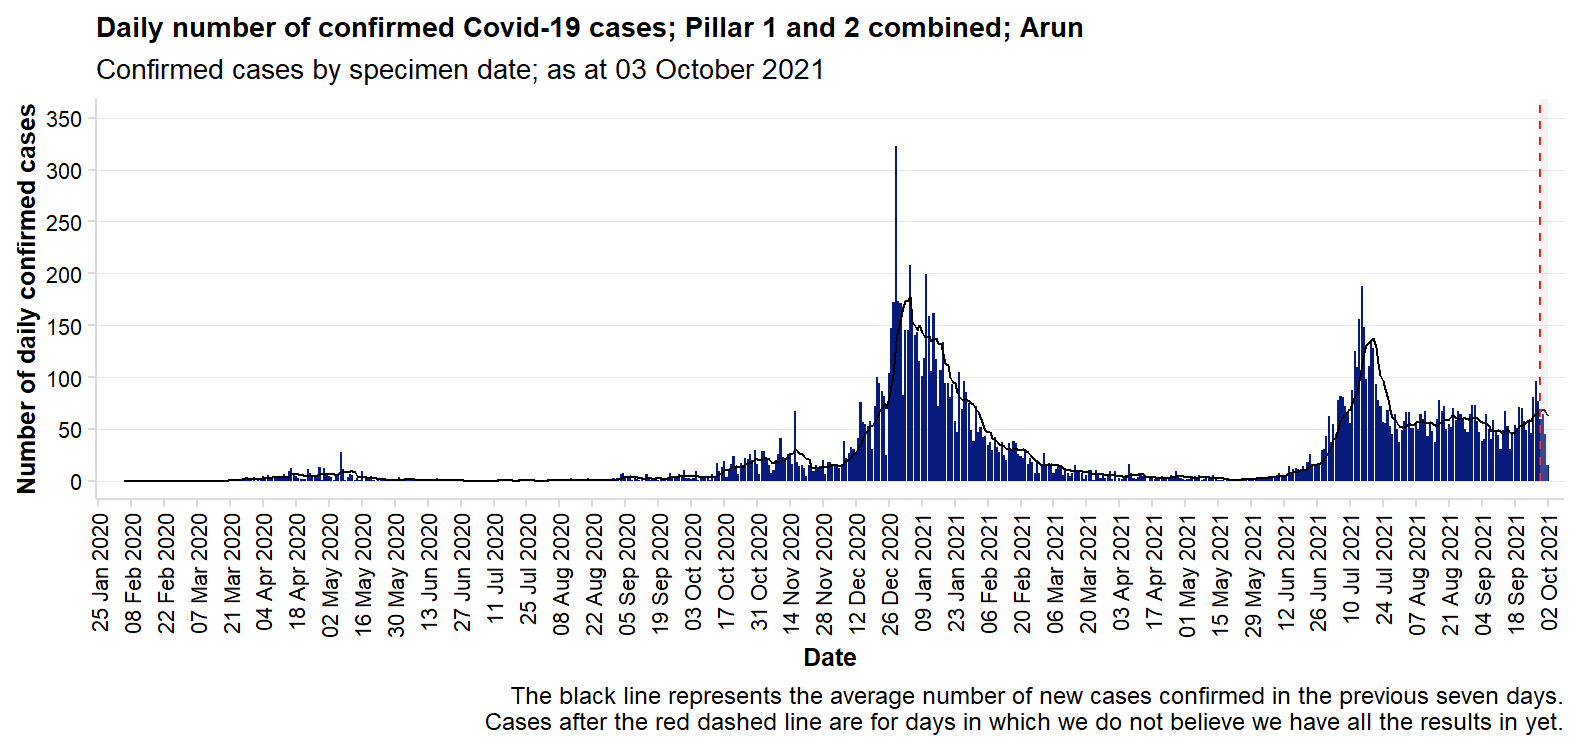 Daily number of confirmed Covid-19 cases; Pillar 1 and 2 combined; Arun
Confirmed cases by specimen date; as at 03 October 2021
Number of daily confirmed cases
350
300
250
200
150
100
50
0
25 Jan 2020
08 Feb 2020
22 Feb 2020
07 Mar 2020
21 Mar 2020
04 Apr 2020
18 Apr 2020
02 May 2020
16 May 2020
30 May 2020
13 Jun 2020
27 Jun 2020
11 Jul 2020
25 Jul 2020
08 Aug 2020
22 Aug 2020
05 Sep 2020
19 Sep 2020
03 Oct 2020
17 Oct 2020
31 Oct 2020
14 Nov 2020
28 Nov 2020
12 Dec 2020
26 Dec 2020
09 Jan 2021
23 Jan 2021
06 Feb 2021
20 Feb 2021
06 Mar 2021
20 Mar 2021
03 Apr 2021
17 Apr 2021
01 May 2021
15 May 2021
29 May 2021
12 Jun 2021
26 Jun 2021
10 Jul 2021
24 Jul 2021
07 Aug 2021
21 Aug 2021
04 Sep 2021
18 Sep 2021
02 Oct 2021
Date
The black line represents the average number of new cases confirmed in the previous seven days.
Cases after the red dashed line are for days in which we do not believe we have all the results in yet.